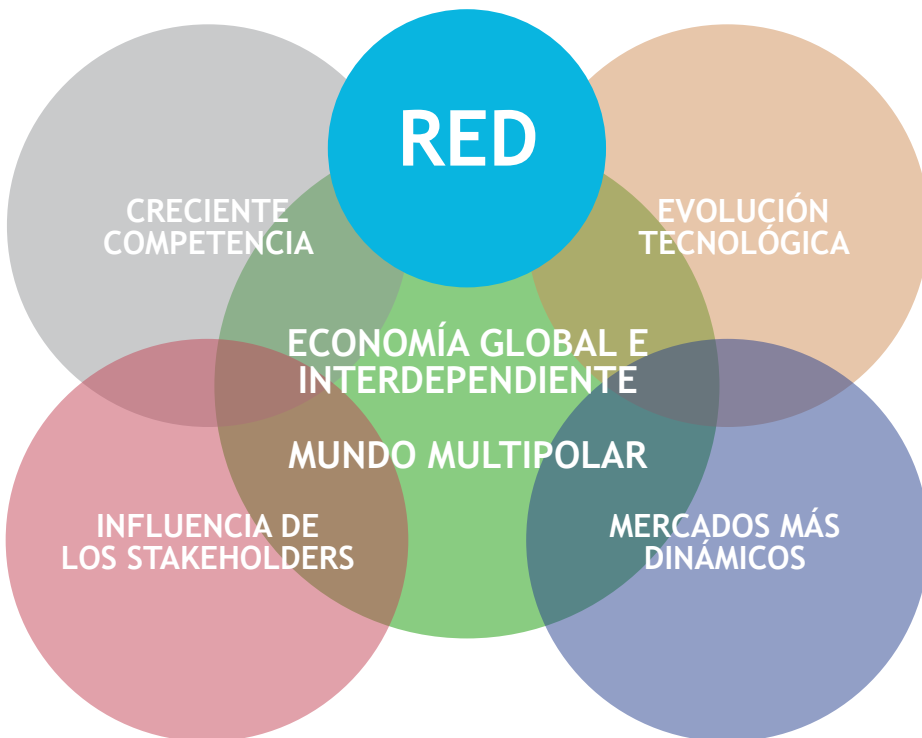 RED
CRECIENTE
COMPETENCIA
EVOLUCIÓN
TECNOLÓGICA
ECONOMÍA GLOBAL E
INTERDEPENDIENTE
MUNDO MULTIPOLAR
INFLUENCIA DE
LOS STAKEHOLDERS
MERCADOS MÁS
DINÁMICOS